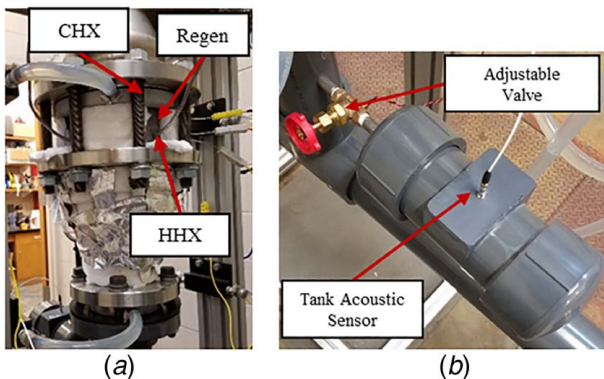 CHX
Regen
HHX
(a)
Adjustable
Valve
Tank Acoustic
Sensor
(b)